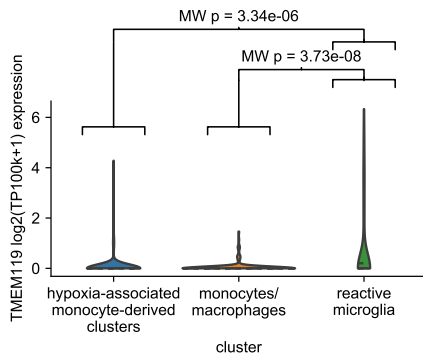 MW p = 3.34e-06
MW p = 3.73e-08
TMEM119 log2(TP100k+1) expression
6
4
2
0
hypoxia-associated
monocyte-derived
clusters
monocytes/
macrophages
reactive
microglia
cluster